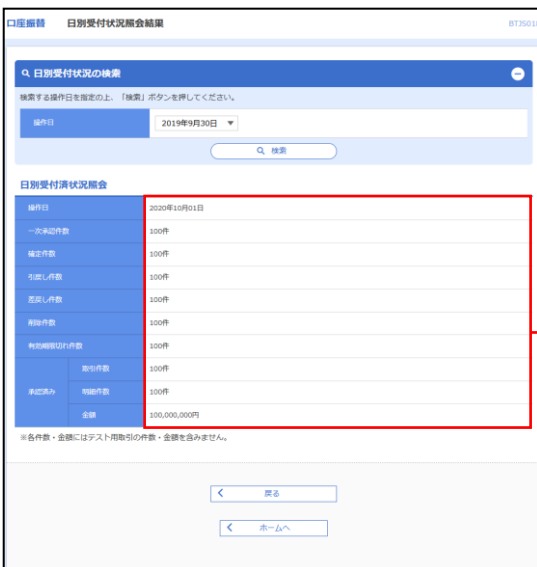 口座振替 日別受付状況照会結果 BTJS010
日別受付状況の検索
検索する操作日を指定の上、「検索」ボタンを押してください。
操作日 2019年9月30日
検索
日別受付済状況照会
操作日 2020年10月01日
一次承認件数 100件
確定件数 100件
引戻し件数 100件
差戻し件数 100件
削除件数 100件
有効期限切れ件数 100件
承認済み 取引件数 100件
明細件数 100件
金額 100,000,000円
※各件数・金額にはテスト用取引の件数・金額を含みません。
戻る
ホームへ